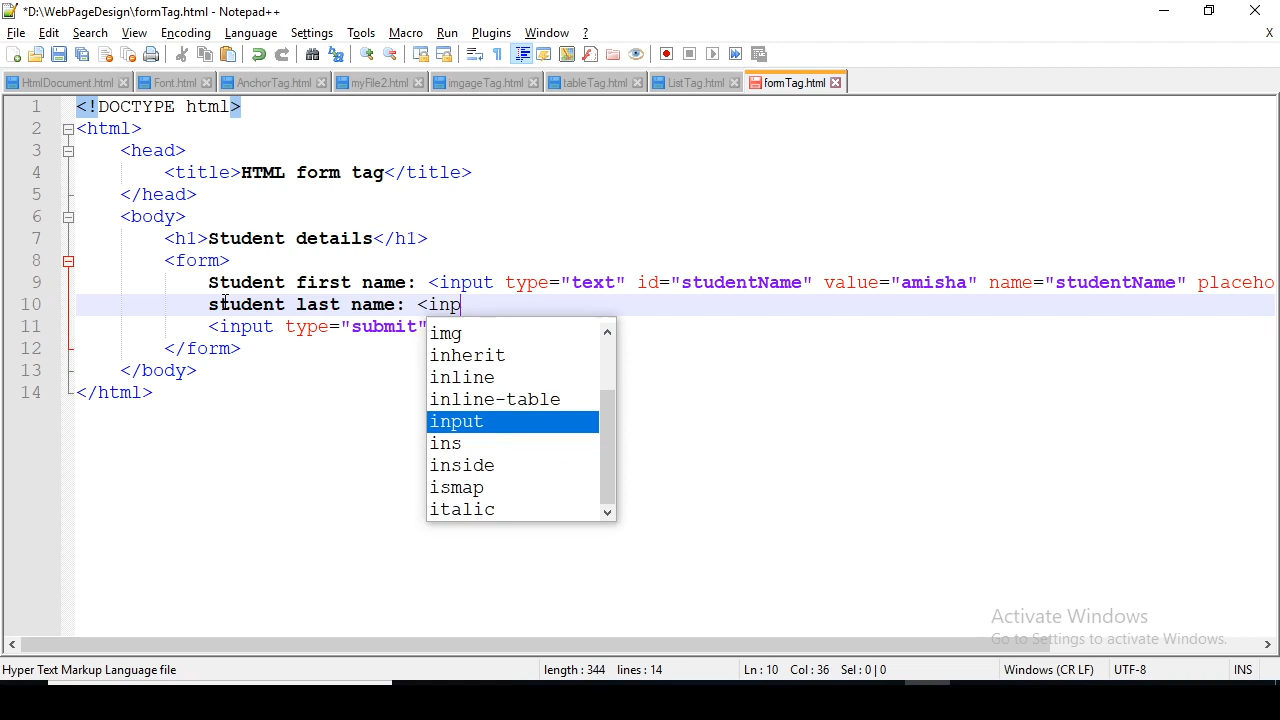 *D:\WebPageDesign\formTag.html - Notepad++
File Edit Search View Encoding Language Settings Tools Macro Run Plugins Window ? X
HtmlDocument.html Font.html AnchorTag.html myFile2.html imgageTag.html tableTag.html ListTag.html formTag.html
1 <!DOCTYPE html>
2 <html>
3 <head>
4 <title>HTML form tag</title>
5 </head>
6 <body>
7 <h1>Student details</h1>
8 <form>
9 Student first name: <input type="text" id="studentName" value="amisha" name="studentName" placeho
10 student last name: <inp
11 <input type="submit"
12 </form>
13 </body>
14 </html>
img
inherit
inline
inline-table
input
ins
inside
ismap
italic
Activate Windows
Go to Settings to activate Windows.
Hyper Text Markup Language file length : 344 lines : 14 Ln : 10 Col : 36 Sel : 0 | 0 Windows (CR LF) UTF-8 INS